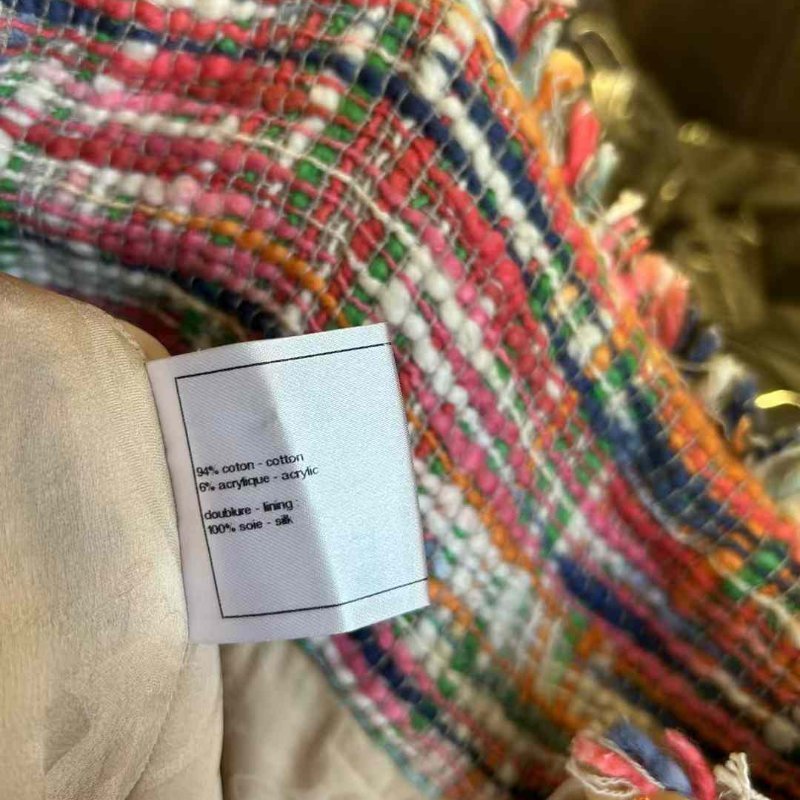 94% coton - cotton
6% acrylique - acrylic
doublure - lining :
100% soie - silk